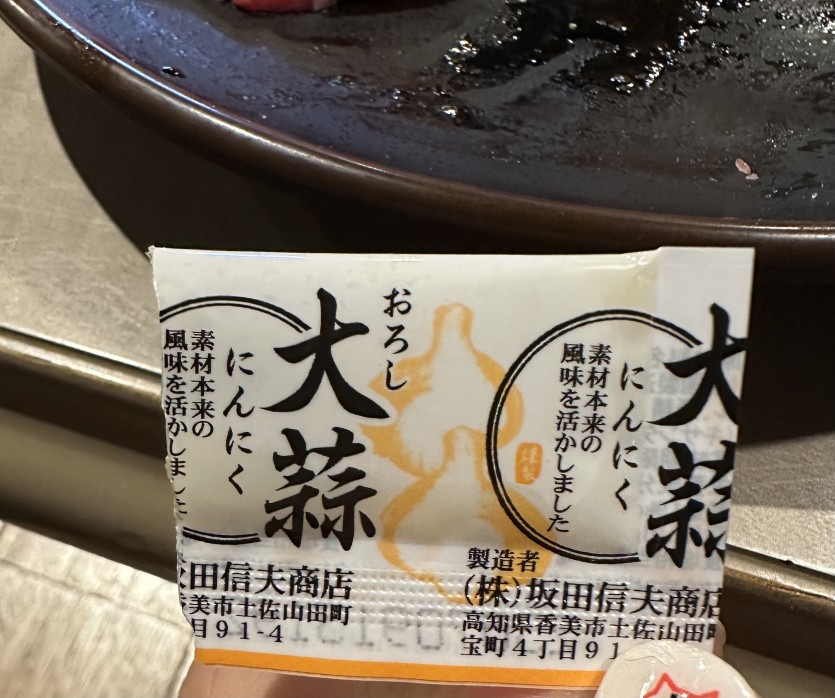 おろし
大蒜
にんにく
素材本来の
風味を活かしました
大蒜
にんにく
素材本来の
風味を活かしました
謹製
田信夫商店
美市土佐山田町
目91-4
製造者
(株)坂田信夫商店
高知県香美市土佐山田町
宝町4丁目91